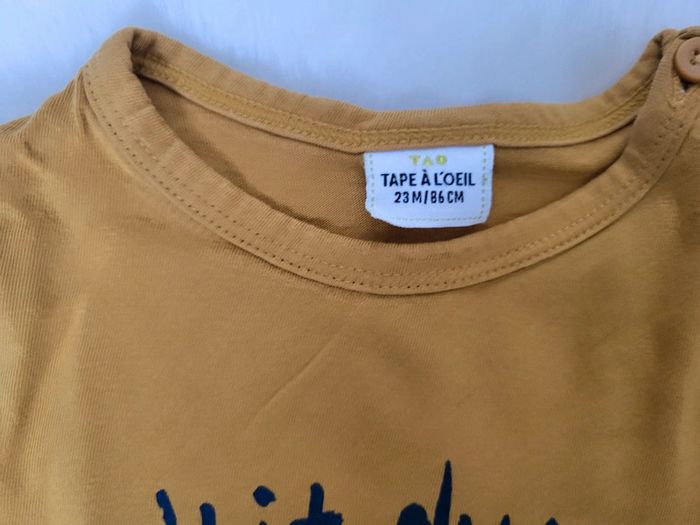 TAO
TAPE À L'OEIL
23M/86CM